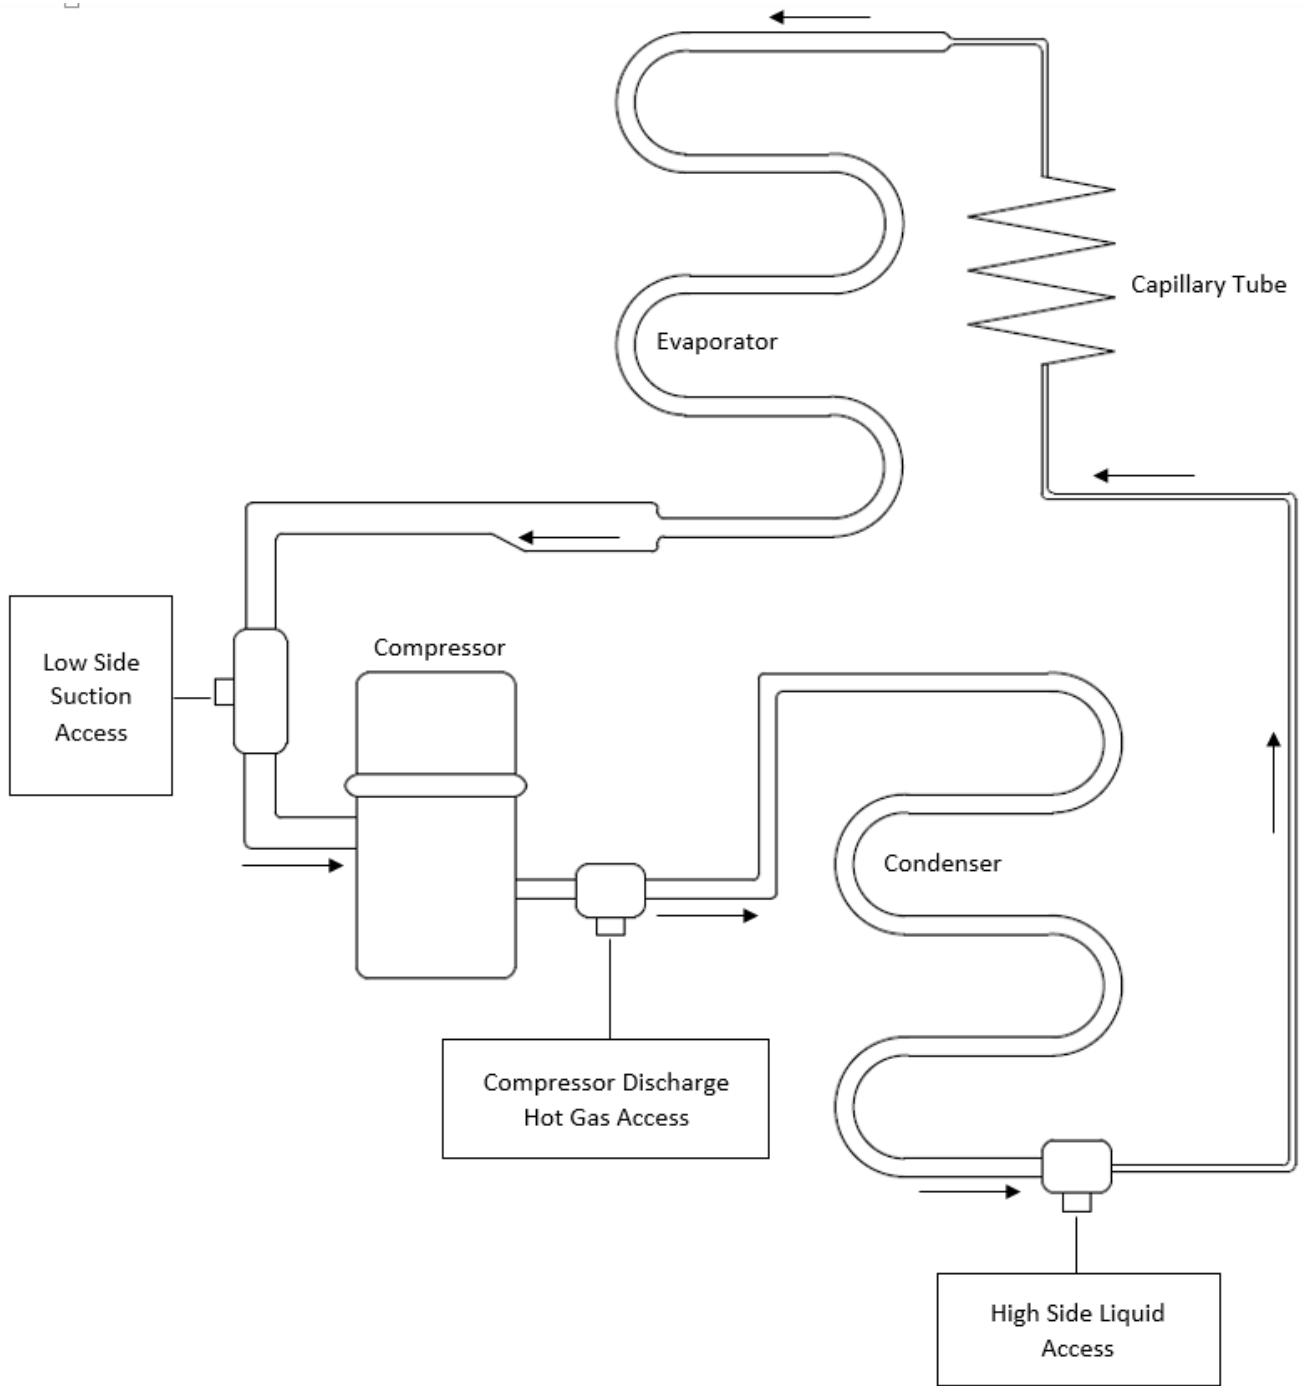 Capillary Tube
Evaporator
Compressor
Low Side
Suction
Access
Condenser
Compressor Discharge
Hot Gas Access
High Side Liquid
Access